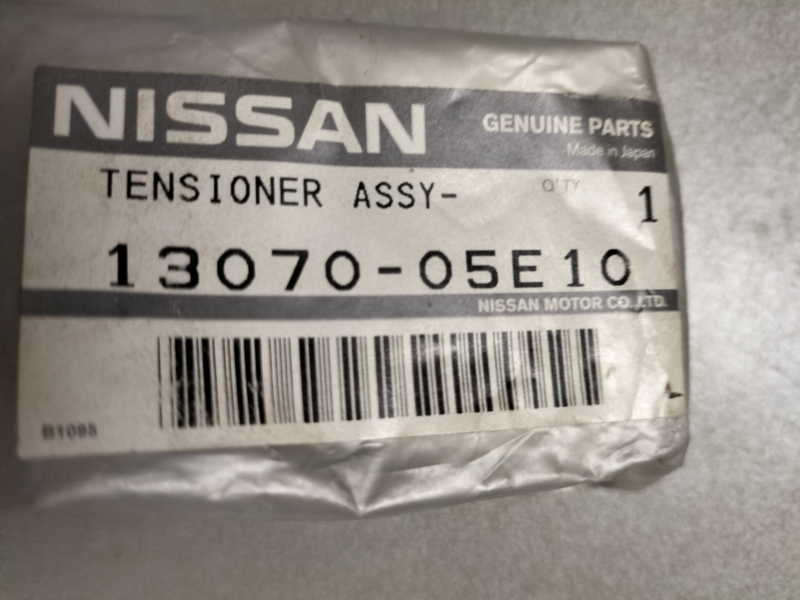 NISSAN
GENUINE PARTS
Made in Japan
TENSIONER ASSY-
Q'TY 1
13070-05E10
NISSAN MOTOR CO.,LTD.
B1095